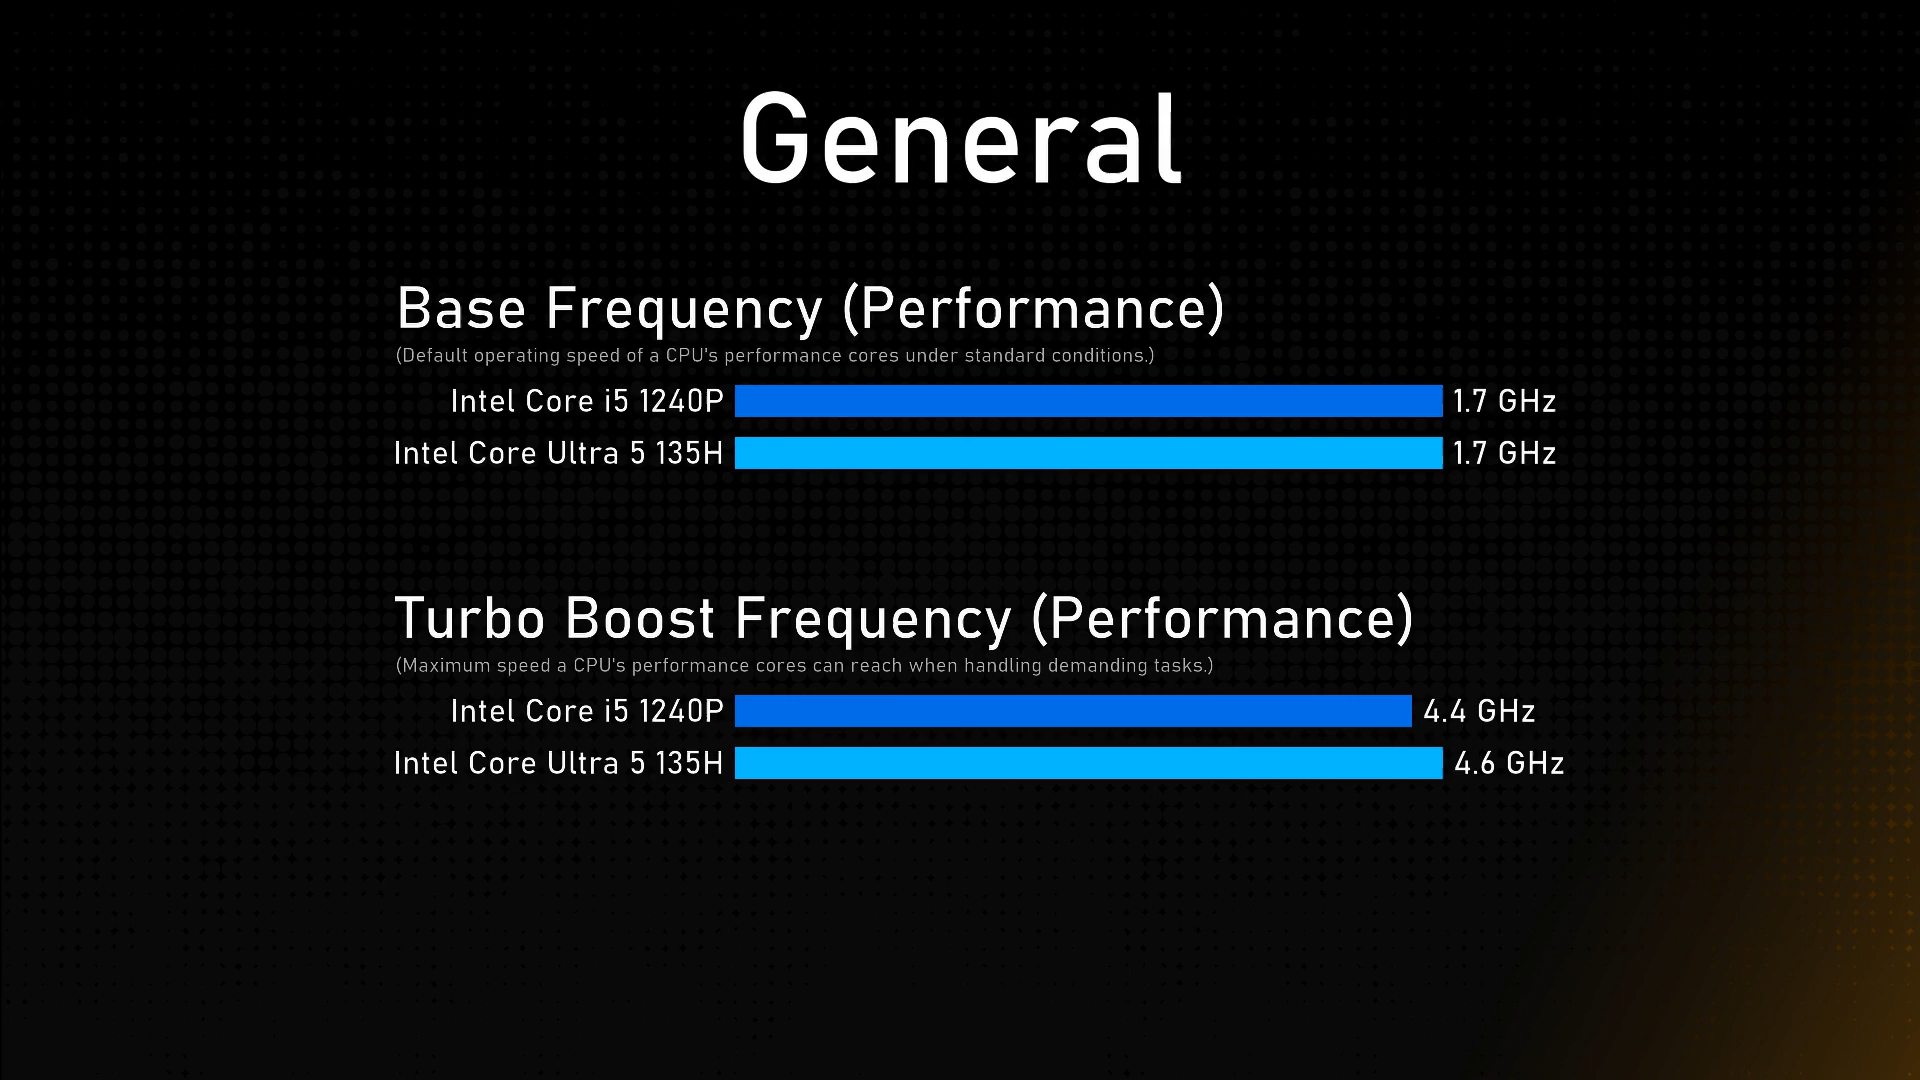 General
Base Frequency (Performance)
(Default operating speed of a CPU's performance cores under standard conditions.)
Intel Core i5 1240P 1.7 GHz
Intel Core Ultra 5 135H 1.7 GHz
Turbo Boost Frequency (Performance)
(Maximum speed a CPU's performance cores can reach when handling demanding tasks.)
Intel Core i5 1240P 4.4 GHz
Intel Core Ultra 5 135H 4.6 GHz